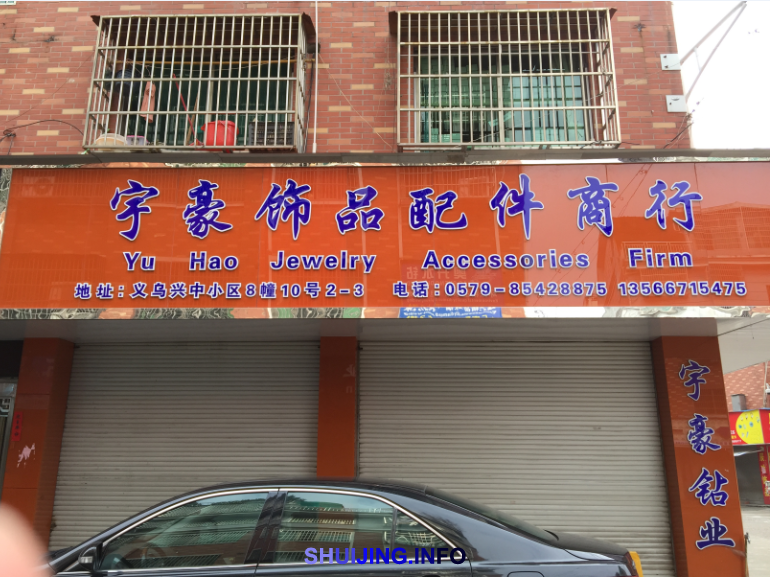 宇豪饰品配件商行
Yu Hao Jewelry Accessories Firm
地址:义乌兴中小区8幢10号2-3 电话:0579-85428875 13566715475
宇豪钻业
SHUIJING.INFO